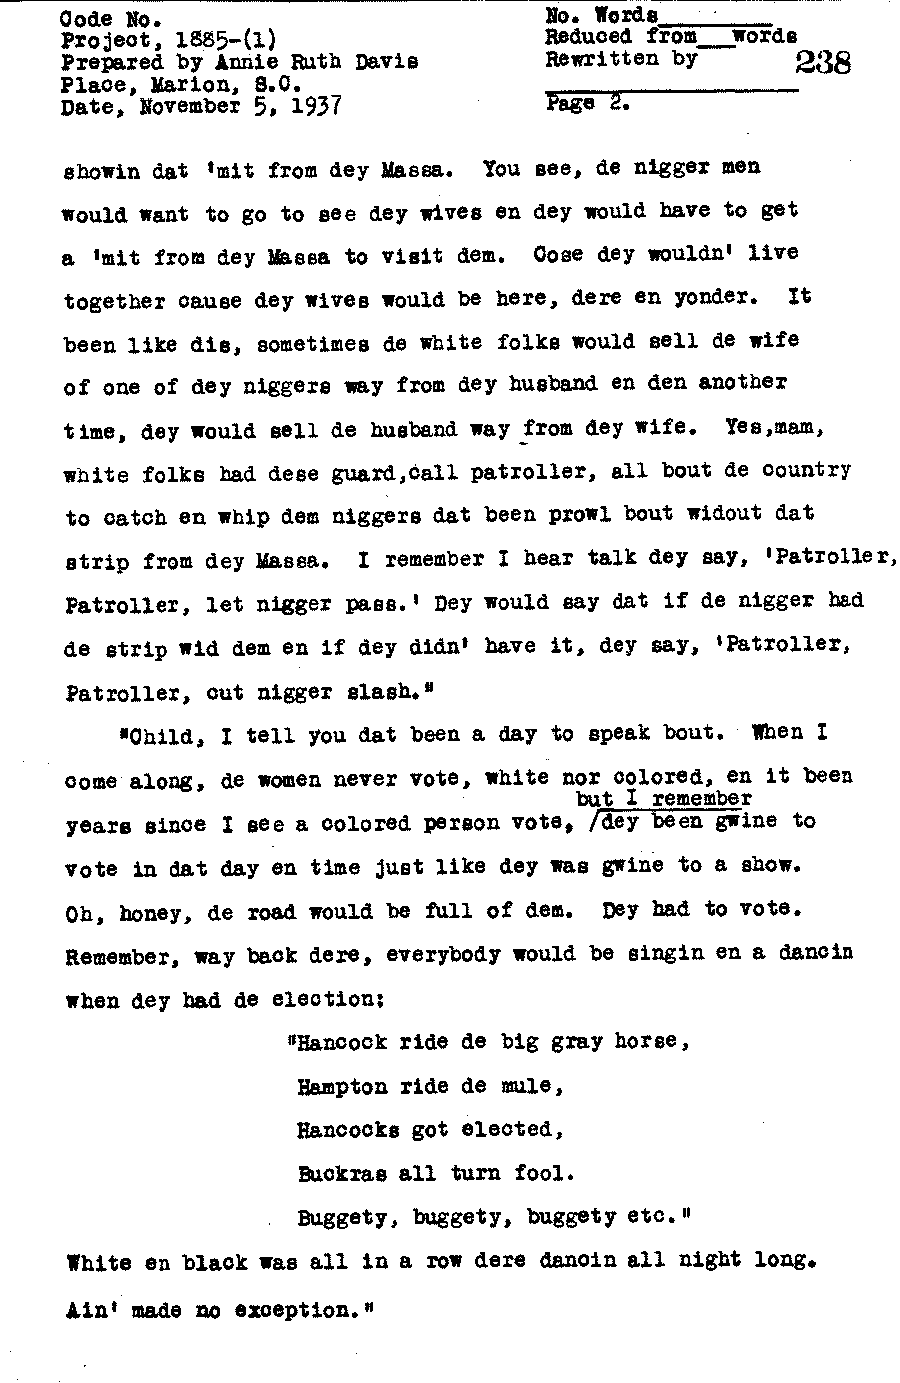 Code No.
Project, 1885-(1)
Prepared by Annie Ruth Davis
Place, Marion, S.C.
Date, November 5, 1937
No. Words
Reduced from words
Rewritten by
238
Page 2.
showin dat 'mit from dey Massa. You see, de nigger men
would want to go to see dey wives en dey would have to get
a 'mit from dey Massa to visit dem. Cose dey wouldn' live
together cause dey wives would be here, dere en yonder. It
been like dis, sometimes de white folks would sell de wife
of one of dey niggers way from dey husband en den another
time, dey would sell de husband way from dey wife. Yes,mam,
white folks had dese guard,call patroller, all bout de country
to catch en whip dem niggers dat been prowl bout widout dat
strip from dey Massa. I remember I hear talk dey say, 'Patroller,
Patroller, let nigger pass.' Dey would say dat if de nigger had
de strip wid dem en if dey didn' have it, dey say, 'Patroller,
Patroller, cut nigger slash."
"Child, I tell you dat been a day to speak bout. When I
come along, de women never vote, white nor colored, en it been
but I remember
years since I see a colored person vote, /dey been gwine to
vote in dat day en time just like dey was gwine to a show.
Oh, honey, de road would be full of dem. Dey had to vote.
Remember, way back dere, everybody would be singin en a dancin
when dey had de election;
"Hancock ride de big gray horse,
Hampton ride de mule,
Hancocks got elected,
Buckras all turn fool.
Buggety, buggety, buggety etc."
White en black was all in a row dere dancin all night long.
Ain' made no exception."